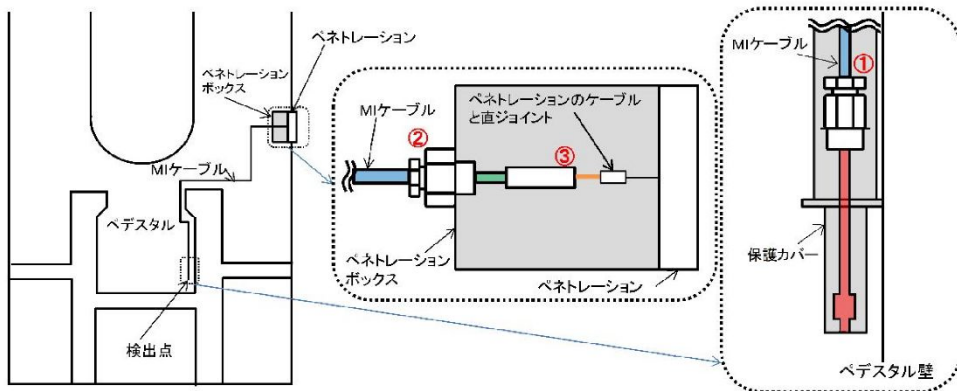 ペネトレーション
ペネトレーション
ボックス
MIケーブル
ペデスタル
検出点
MIケーブル
②
ペネトレーションのケーブル
と直ジョイント
③
ペネトレーション
ボックス
ペネトレーション
MIケーブル
①
保護カバー
ペデスタル壁